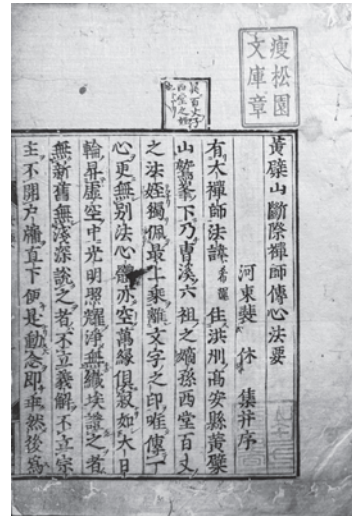 瘦松園
文庫章
黃檗山斷際禪師傳心法要
河東裴休集并序
有大禪師法諱希運住洪州高安縣黃檗
山鷲峯下乃曹溪六祖之嫡孫西堂百丈
之法姪獨佩最上乘離文字之印唯傳一
心更無別法心體亦空萬緣俱寂如大日
輪昇虛空中光明照耀淨無纖埃證之者
無新舊無淺深說之者不立義解不立宗
主不開户牖直下便是動念即乖然後為